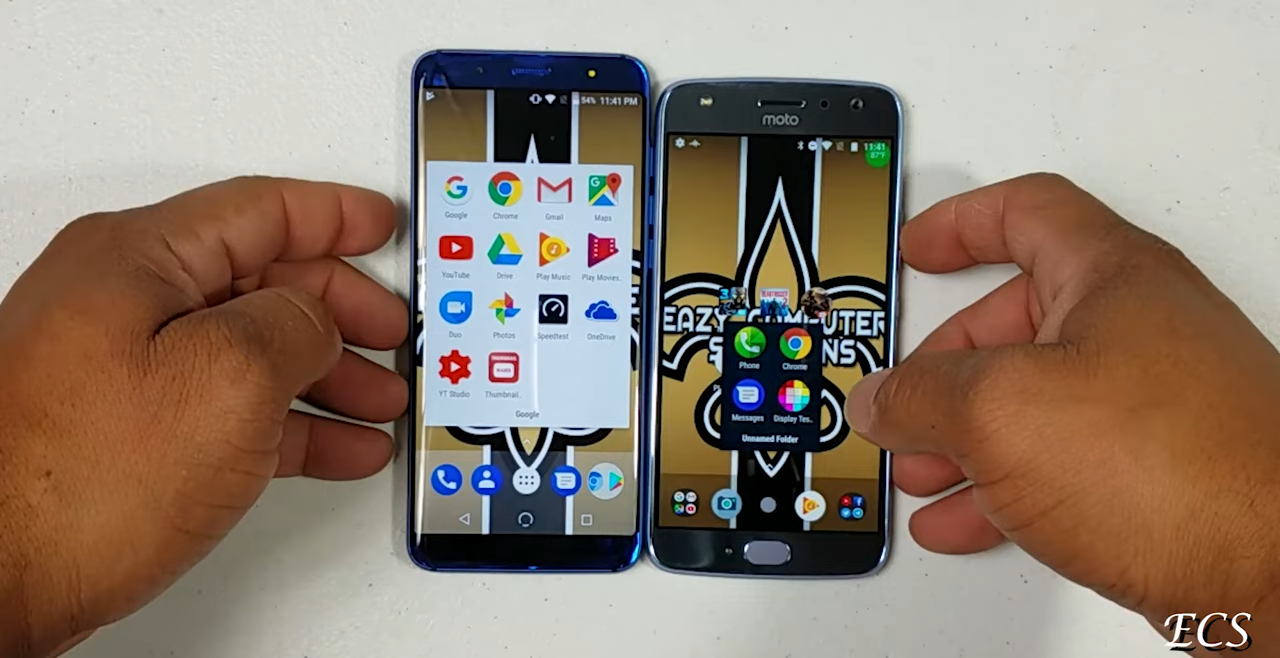 54% 11:41 PM
Google Chrome Gmail Maps
YouTube Drive Play Music Play Movies..
Duo Photos Speedtest OneDrive
YT Studio Thumbnail..
Google
moto
11:41
87°F
EAZY COMPUTER
Phone Chrome
Messages Display Tes..
Unnamed Folder
ECS